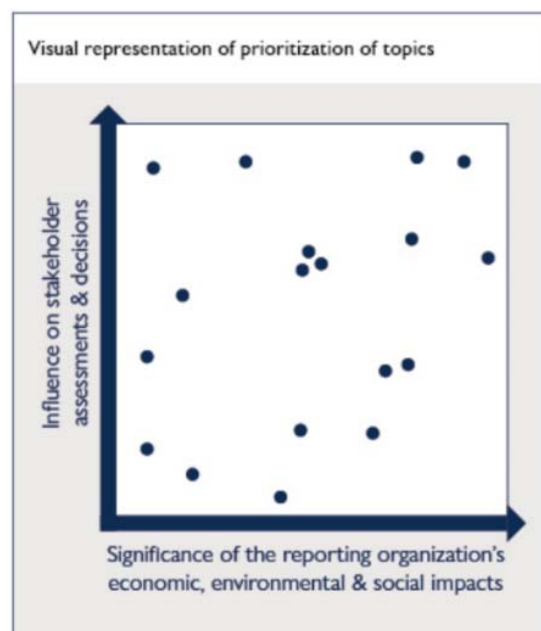 Visual representation of prioritization of topics
Influence on stakeholder
assessments & decisions
Significance of the reporting organization's
economic, environmental & social impacts